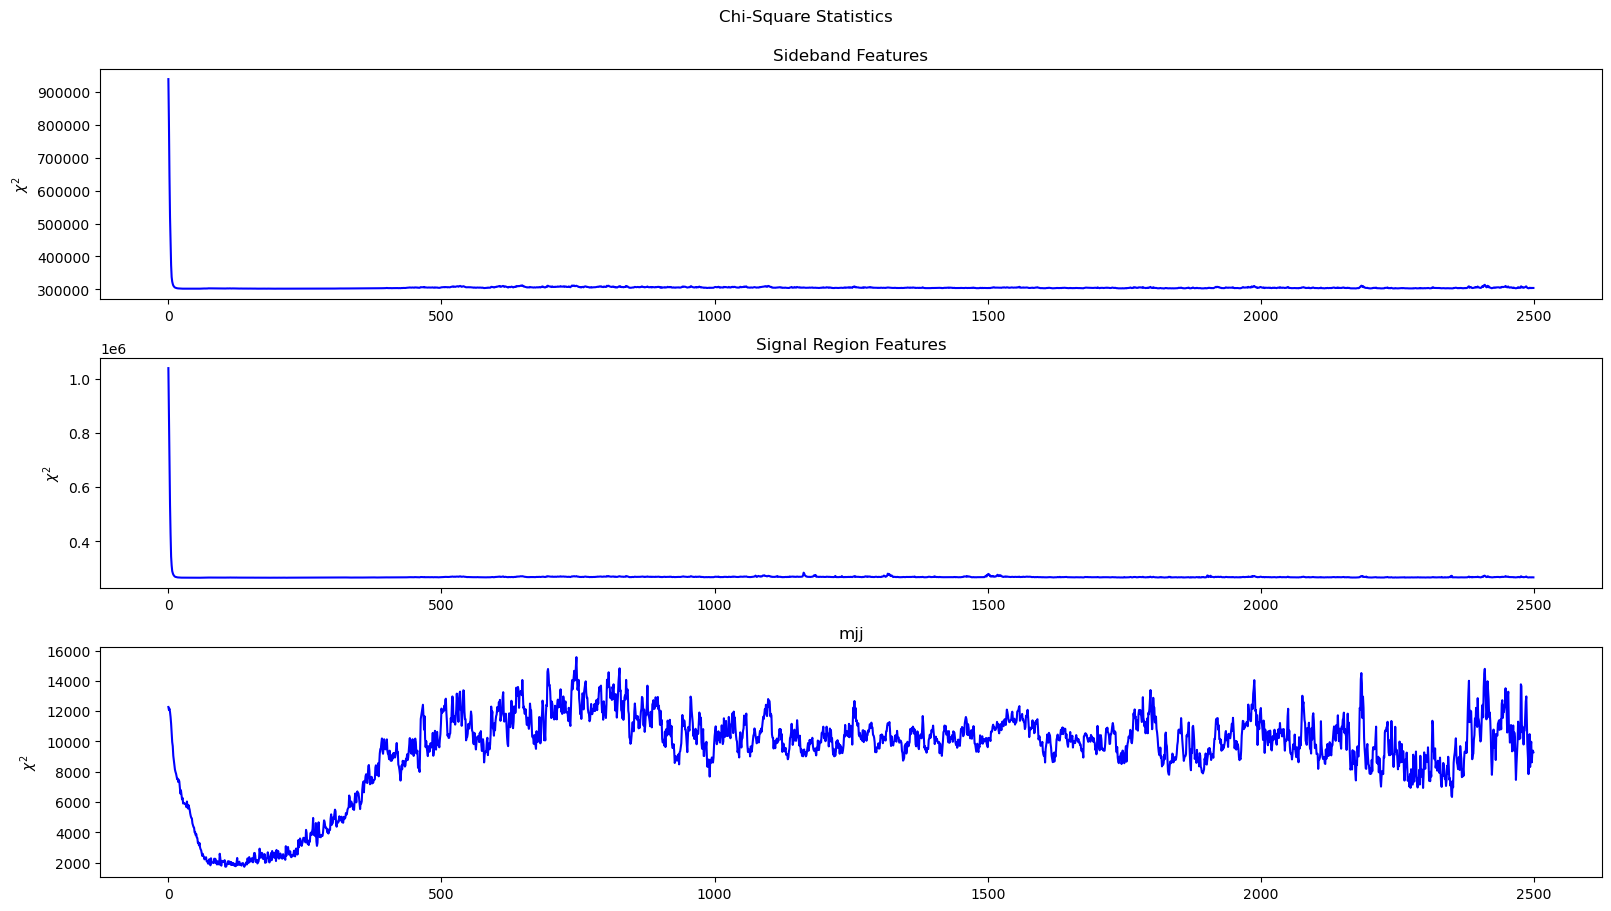 Chi-Square Statistics
Sideband Features
χ²
900000
800000
700000
600000
500000
400000
300000
0 500 1000 1500 2000 2500
Signal Region Features
1e6
χ²
1.0
0.8
0.6
0.4
0 500 1000 1500 2000 2500
mjj
χ²
16000
14000
12000
10000
8000
6000
4000
2000
0 500 1000 1500 2000 2500